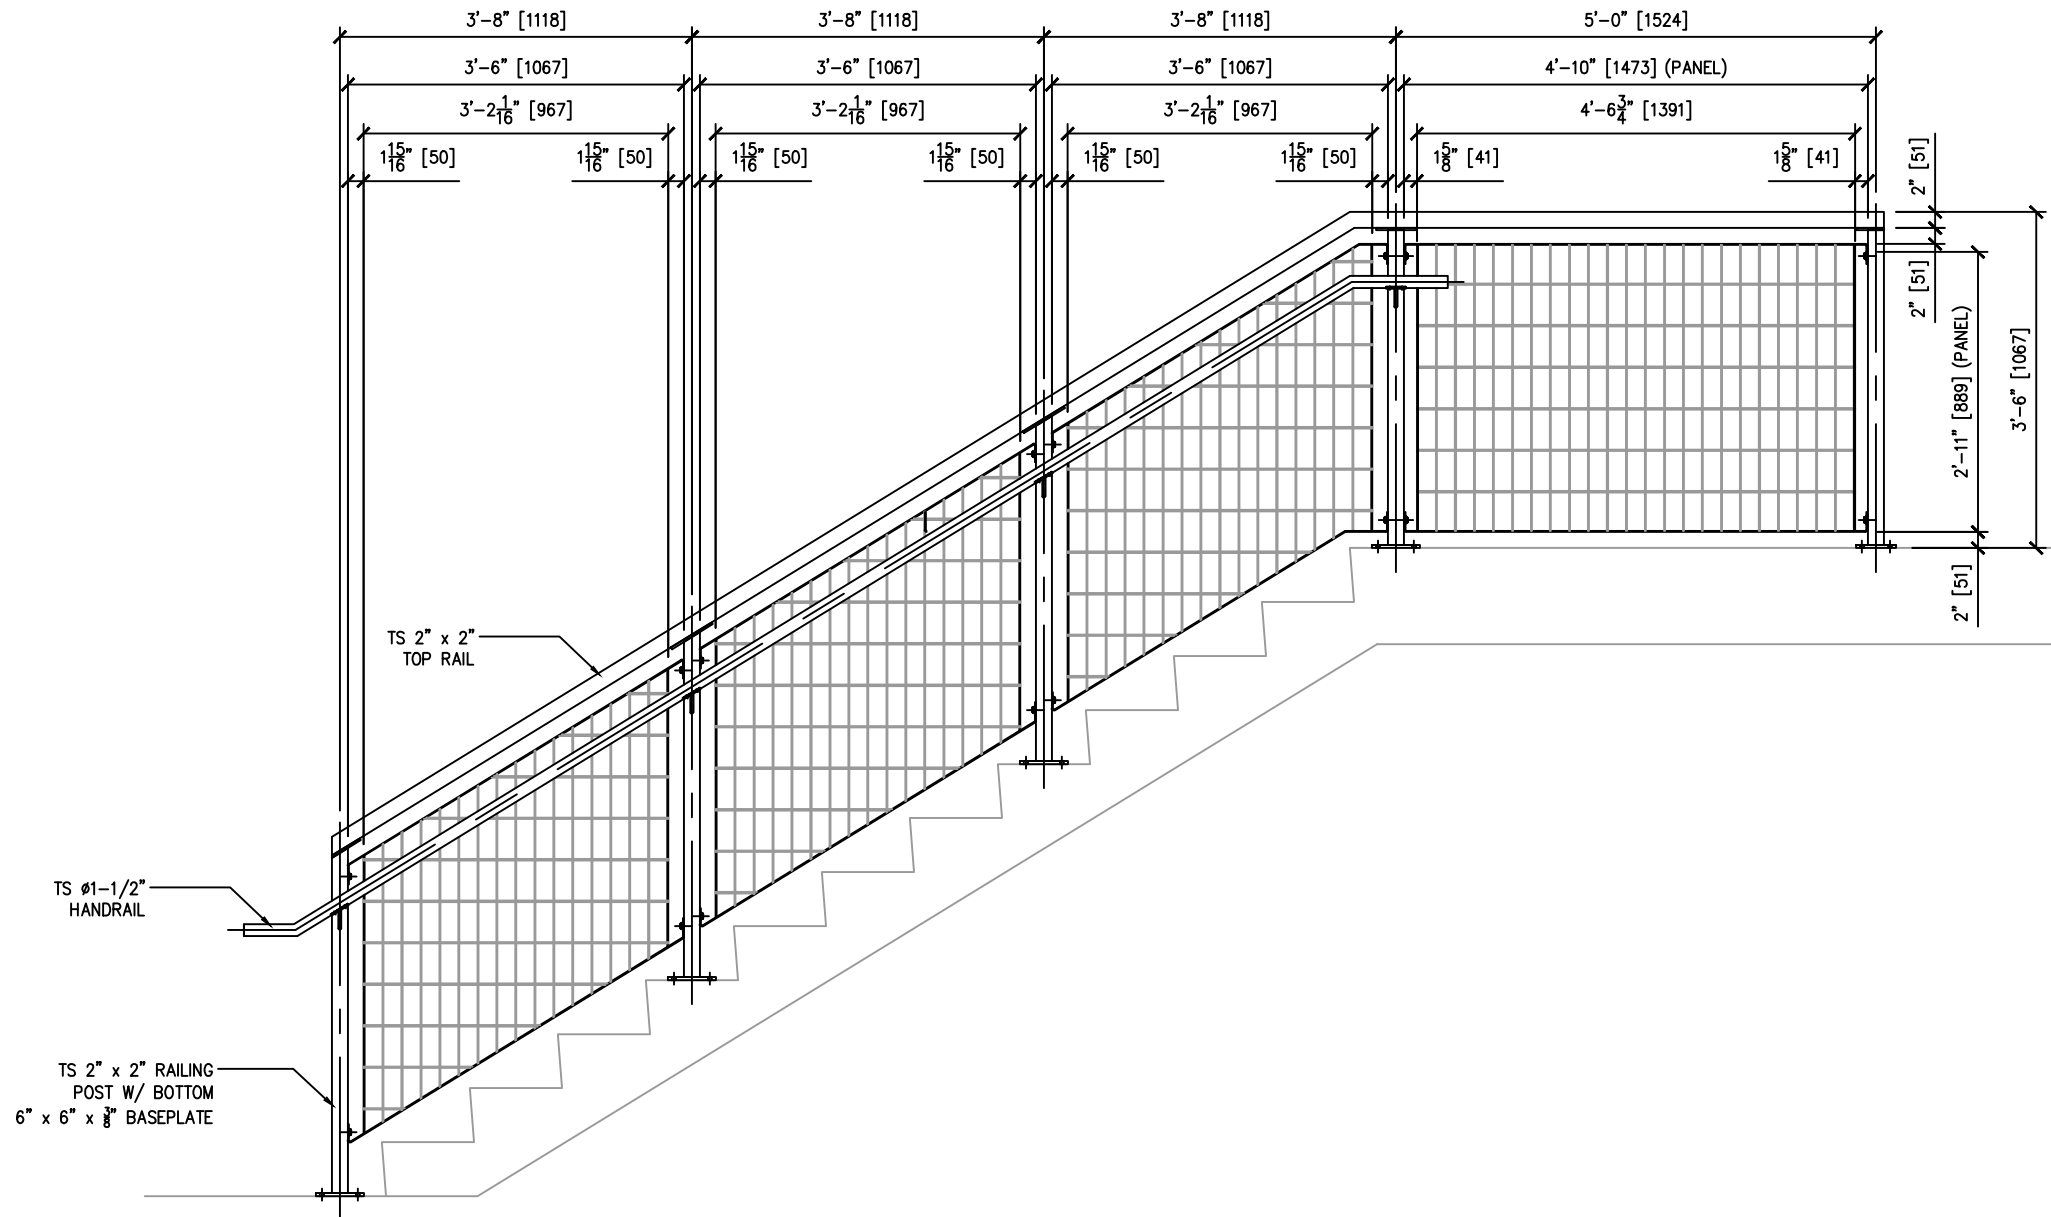 3'-8" [1118] 3'-8" [1118] 3'-8" [1118] 5'-0" [1524]
3'-6" [1067] 3'-6" [1067] 3'-6" [1067] 4'-10" [1473] (PANEL)
3'-2 1/16" [967] 3'-2 1/16" [967] 3'-2 1/16" [967] 4'-6 3/4" [1391]
1 15/16" [50] 1 15/16" [50] 1 15/16" [50] 1 15/16" [50] 1 15/16" [50] 1 15/16" [50] 1 5/8" [41] 1 5/8" [41]
2" [51]
2" [51]
2'-11" [889] (PANEL)
3'-6" [1067]
2" [51]
TS 2" x 2"
TOP RAIL
TS ø1-1/2"
HANDRAIL
TS 2" x 2" RAILING
POST W/ BOTTOM
6" x 6" x 3/8" BASEPLATE